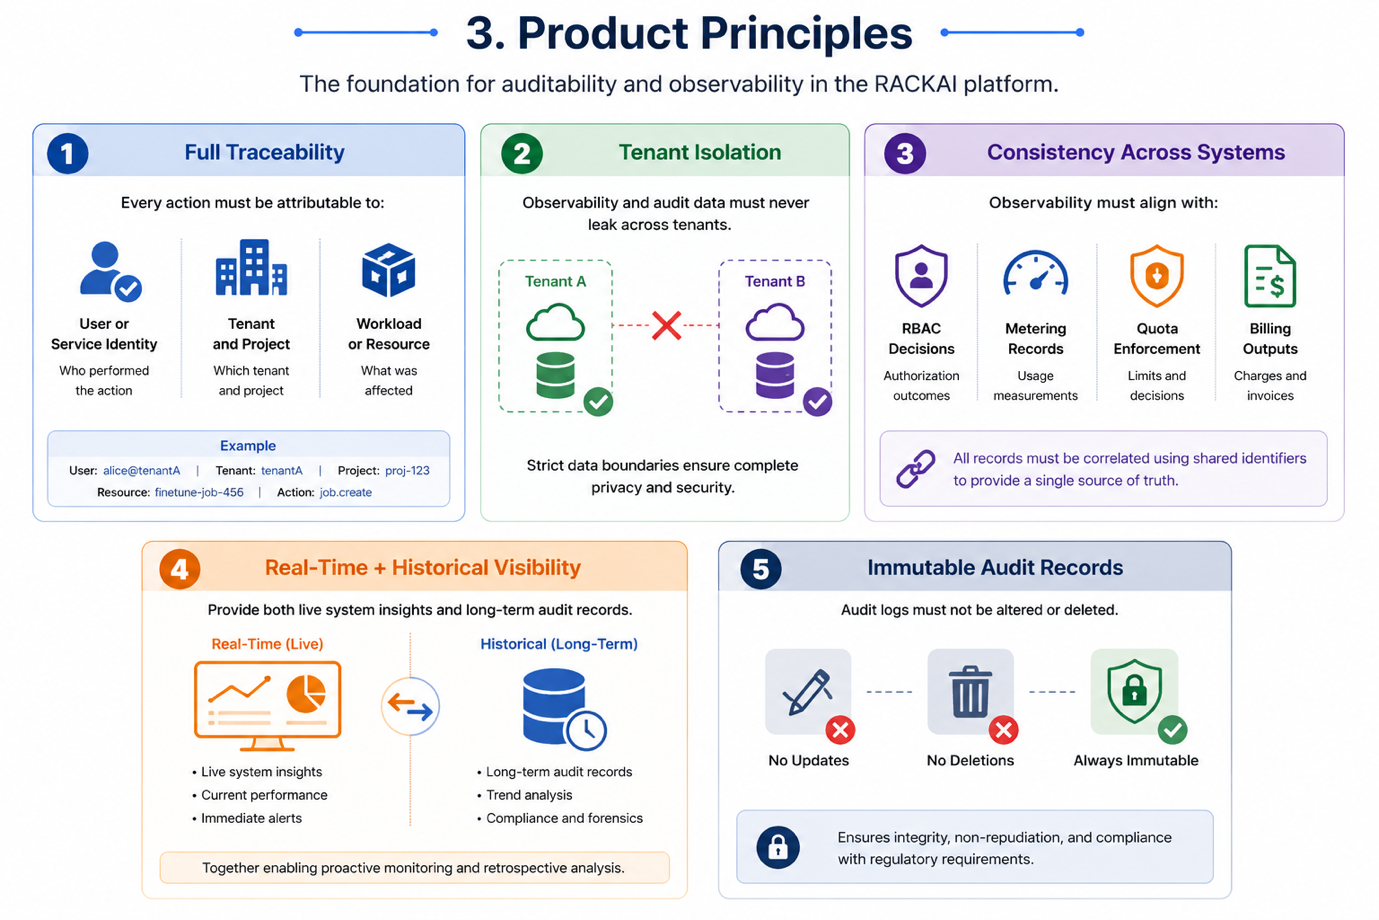 3. Product Principles
The foundation for auditability and observability in the RACKAI platform.
1
Full Traceability
Every action must be attributable to:
User or
Service Identity
Who performed
the action
Tenant
and Project
Which tenant
and project
Workload
or Resource
What was
affected
Example
User: alice@tenantA | Tenant: tenantA | Project: proj-123
Resource: finetune-job-456 | Action: job.create
2
Tenant Isolation
Observability and audit data must never
leak across tenants.
Tenant A
Tenant B
Strict data boundaries ensure complete
privacy and security.
3
Consistency Across Systems
Observability must align with:
RBAC
Decisions
Authorization
outcomes
Metering
Records
Usage
measurements
Quota
Enforcement
Limits and
decisions
$
Billing
Outputs
Charges and
invoices
All records must be correlated using shared identifiers
to provide a single source of truth.
4
Real-Time + Historical Visibility
Provide both live system insights and long-term audit records.
Real-Time (Live)
• Live system insights
• Current performance
• Immediate alerts
Historical (Long-Term)
• Long-term audit records
• Trend analysis
• Compliance and forensics
Together enabling proactive monitoring and retrospective analysis.
5
Immutable Audit Records
Audit logs must not be altered or deleted.
No Updates
No Deletions
Always Immutable
Ensures integrity, non-repudiation, and compliance
with regulatory requirements.